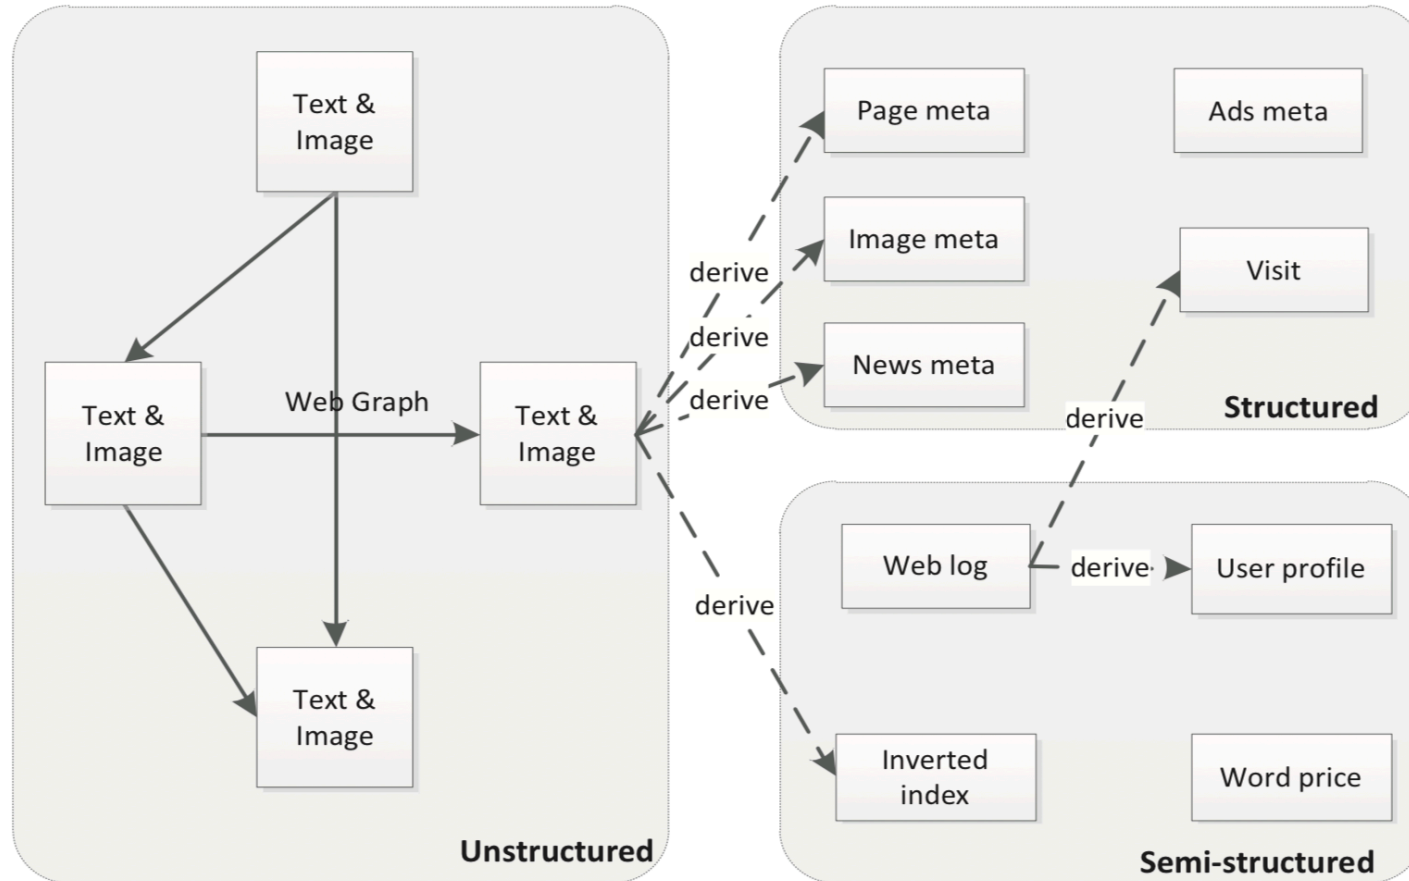 Text &
Image
Text &
Image
Web Graph
Text &
Image
Text &
Image
Unstructured
derive
derive
derive
derive
Page meta
Ads meta
Image meta
Visit
News meta
Structured
derive
Web log
derive
User profile
Inverted
index
Word price
Semi-structured